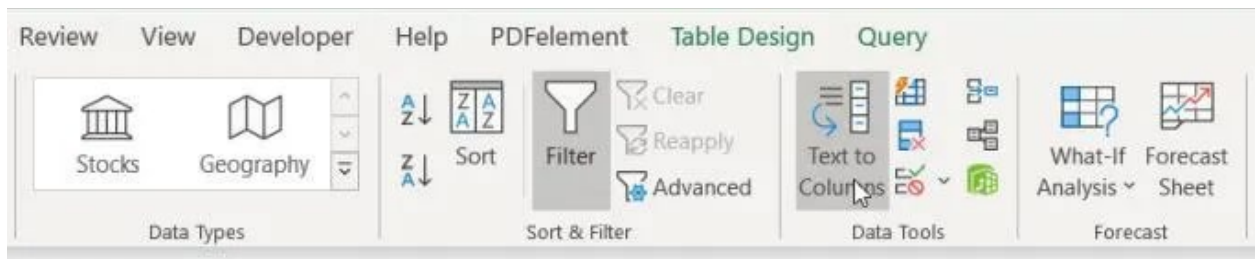 Review View Developer Help PDFelement Table Design Query
Stocks
Geography
A
Z
Z
A
Z A
A Z
Sort
Filter
Clear
Reapply
Advanced
Text to
Columns
What-If
Analysis
Forecast
Sheet
Data Types
Sort & Filter
Data Tools
Forecast